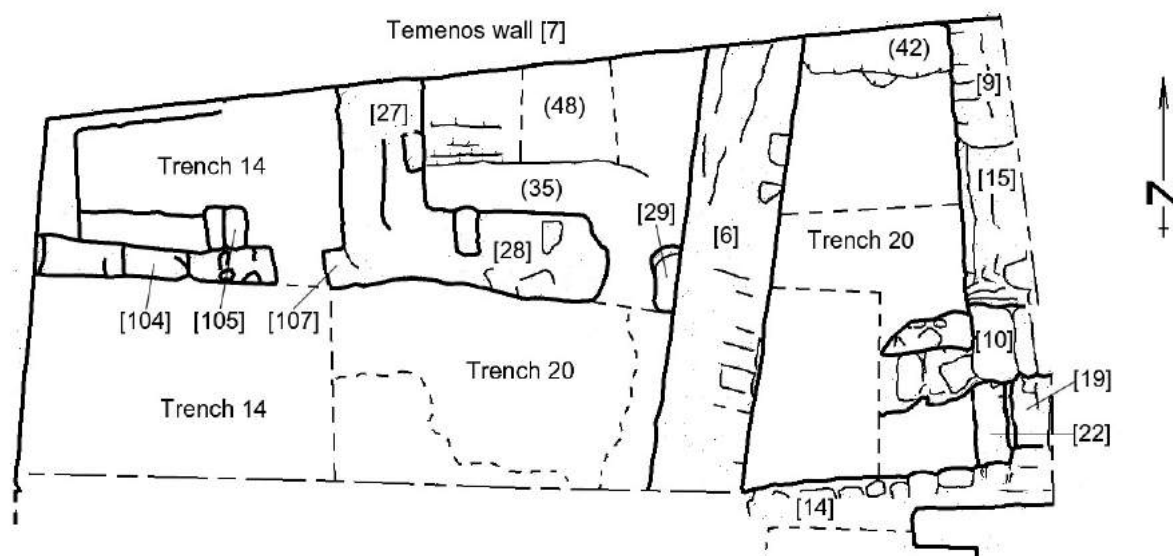 Temenos wall [7]
(42)
[9]
[27]
(48)
Trench 14
[15]
(35)
N
[29]
[6]
Trench 20
[28]
[104]
[105]
[107]
[10]
Trench 20
[19]
Trench 14
[22]
[14]